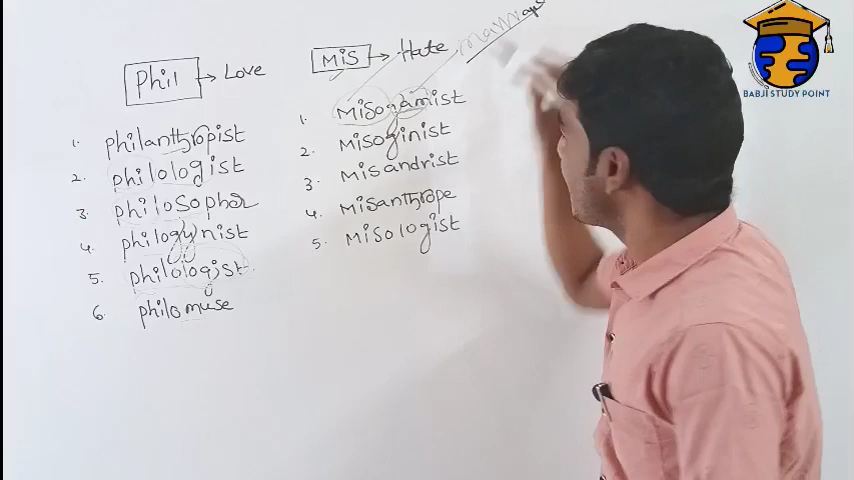 Phil → Love
1. philanthropist
2. philologist
3. philosopher
4. philogynist
5. philologist
6. philomuse
MIS → Hate
1. misogamist
2. misoginist
3. misandrist
4. misanthrope
5. misologist
BABJI STUDY POINT